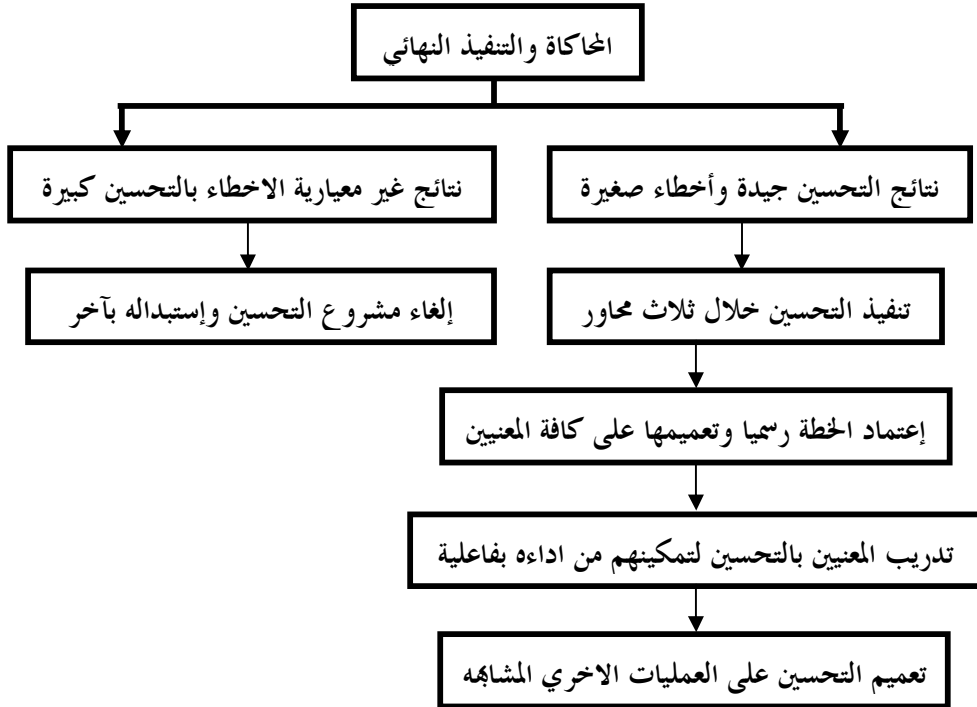 المحاكاة والتنفيذ النهائي
نتائج التحسين جيدة وأخطاء صغيرة
نتائج غير معيارية الاخطاء بالتحسين كبيرة
تنفيذ التحسين خلال ثلاث محاور
إلغاء مشروع التحسين وإستبداله بآخر
إعتماد الخطة رسميا وتعميمها على كافة المعنيين
تدريب المعنيين بالتحسين لتمكينهم من اداءه بفاعلية
تعميم التحسين على العمليات الاخري المشابهه